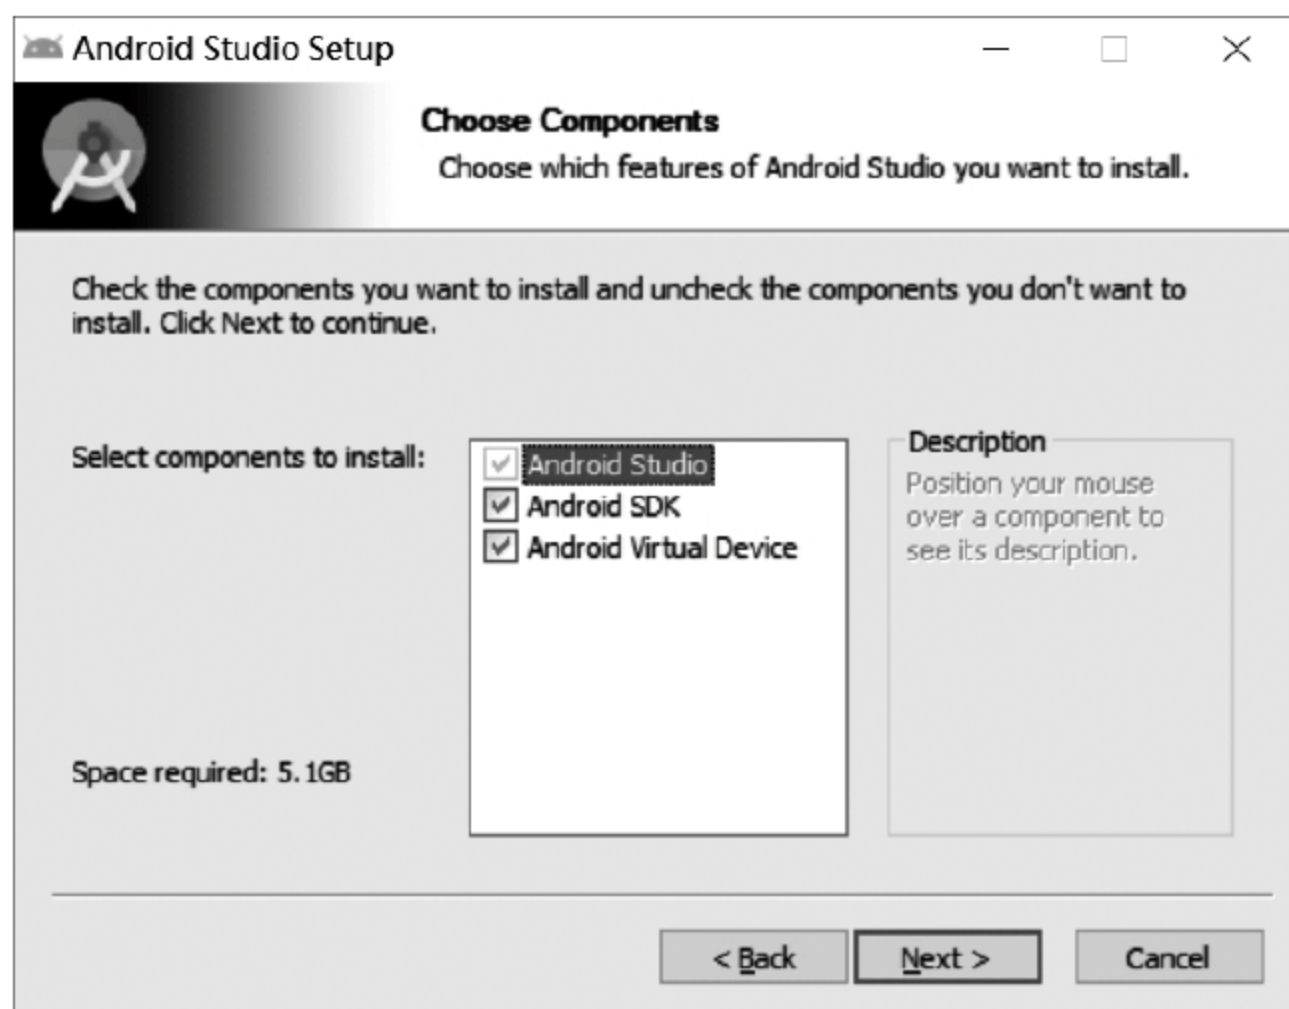 Android Studio Setup
Choose Components
Choose which features of Android Studio you want to install.
Check the components you want to install and uncheck the components you don't want to
install. Click Next to continue.
Select components to install:
Android Studio
Android SDK
Android Virtual Device
Description
Position your mouse
over a component to
see its description.
Space required: 5.1GB
< Back
Next >
Cancel